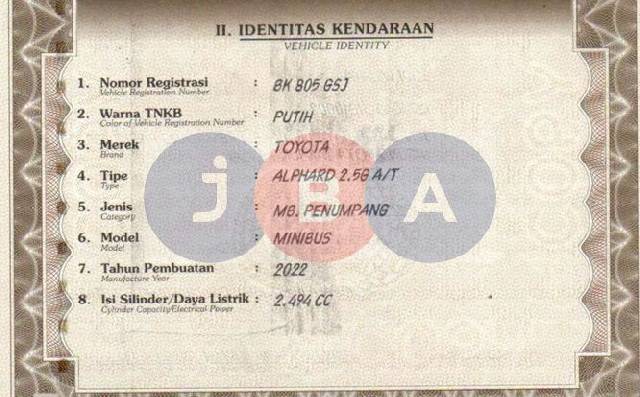 II. IDENTITAS KENDARAAN
VEHICLE IDENTITY
1. Nomor Registrasi : BK 805 GSJ
Vehicle Registration Number
2. Warna TNKB : PUTIH
Color of Vehicle Registration Number
3. Merek : TOYOTA
Brand
4. Tipe : ALPHARD 2.5G A/T
Type
5. Jenis : MB. PENUMPANG
Category
6. Model : MINIBUS
Model
7. Tahun Pembuatan : 2022
Manufacture Year
8. Isi Silinder/Daya Listrik : 2.494 CC
Cylinder Capacity/Electrical Power
JBA